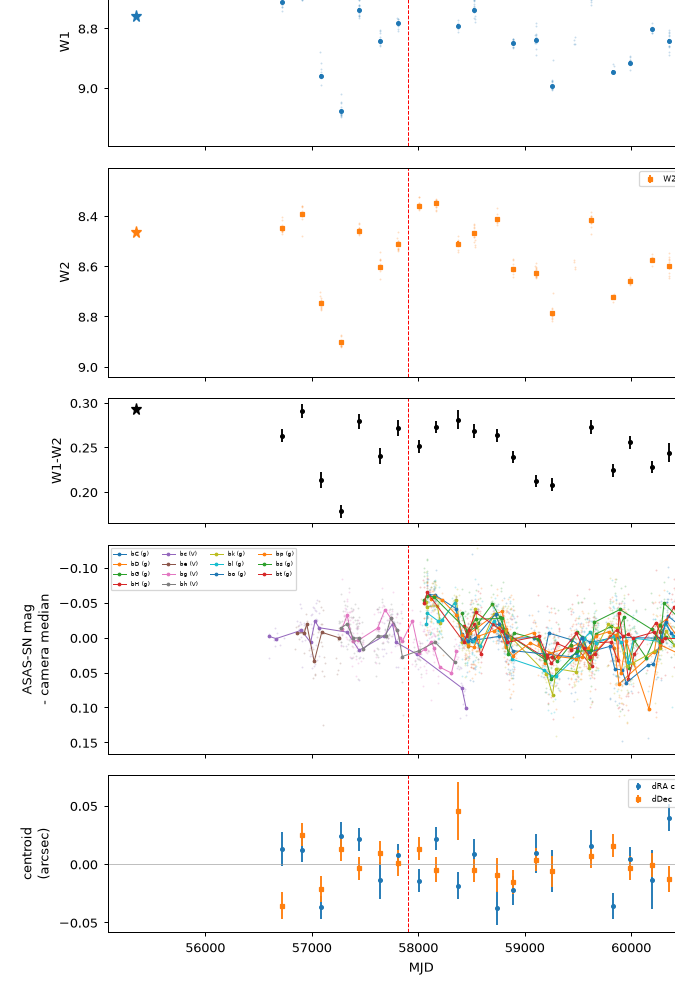 8.8
9.0
W1
8.4
8.6
8.8
9.0
W2
W2
0.30
0.25
0.20
W1-W2
−0.10
−0.05
0.00
0.05
0.10
0.15
ASAS-SN mag
- camera median
bC (g) bc (V) bk (g) bp (g)
bD (g) be (V) bl (g) bs (g)
bG (g) bg (V) bo (g) bt (g)
bH (g) bh (V)
0.05
0.00
−0.05
centroid
(arcsec)
dRA c
dDec
56000 57000 58000 59000 60000
MJD